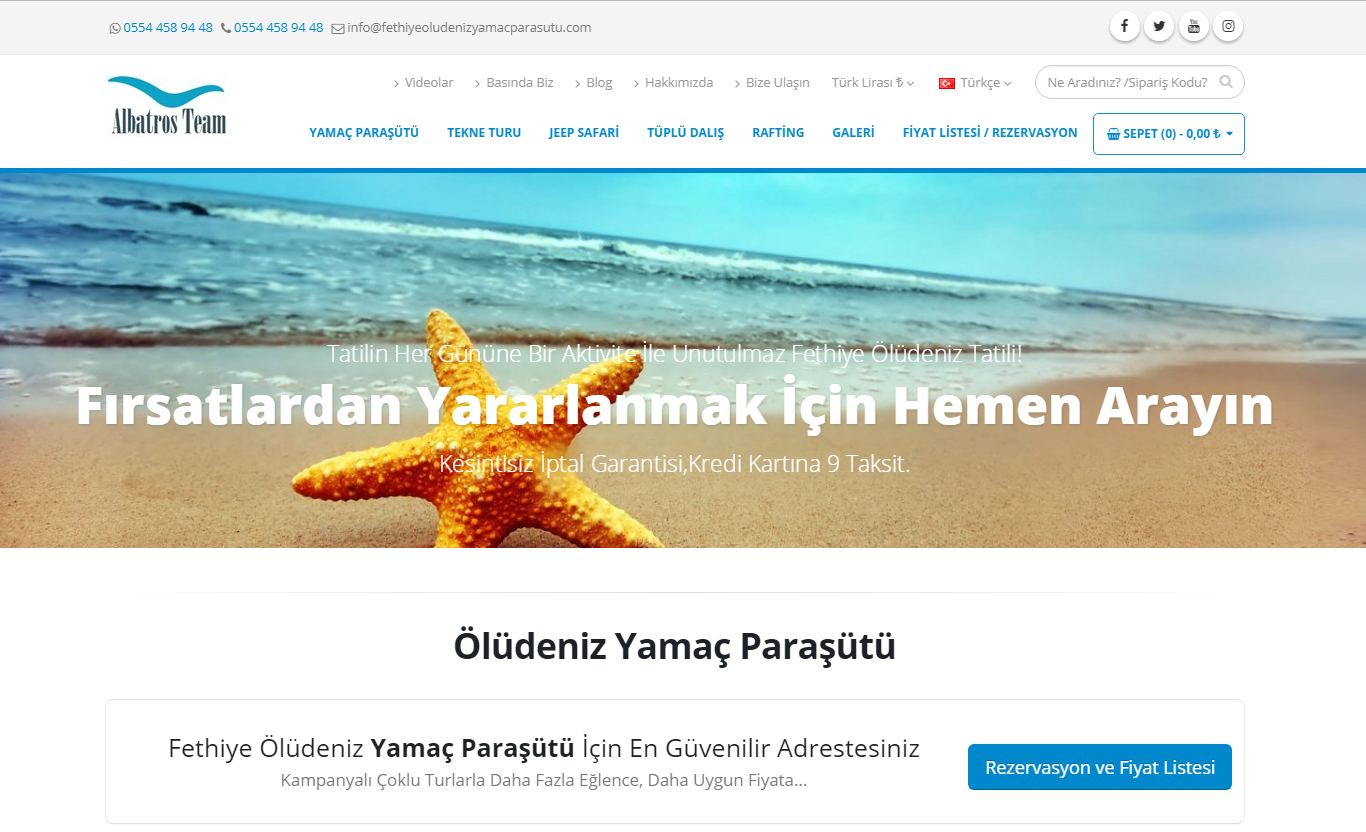 0554 458 94 48 0554 458 94 48 info@fethiyeoludenizyamacparasutu.com
You Tube
Videolar Basında Biz Blog Hakkımızda Bize Ulaşın Türk Lirası ₺ Türkçe Ne Aradınız? /Sipariş Kodu?
Albatros Team
YAMAÇ PARAŞÜTÜ TEKNE TURU JEEP SAFARİ TÜPLÜ DALIŞ RAFTİNG GALERİ FİYAT LİSTESİ / REZERVASYON SEPET (0) - 0,00 ₺
Tatilin Her Gününe Bir Aktivite İle Unutulmaz Fethiye Ölüdeniz Tatili!
Fırsatlardan Yararlanmak İçin Hemen Arayın
Kesintisiz İptal Garantisi,Kredi Kartına 9 Taksit.
Ölüdeniz Yamaç Paraşütü
Fethiye Ölüdeniz Yamaç Paraşütü İçin En Güvenilir Adrestesiniz
Kampanyalı Çoklu Turlarla Daha Fazla Eğlence, Daha Uygun Fiyata...
Rezervasyon ve Fiyat Listesi